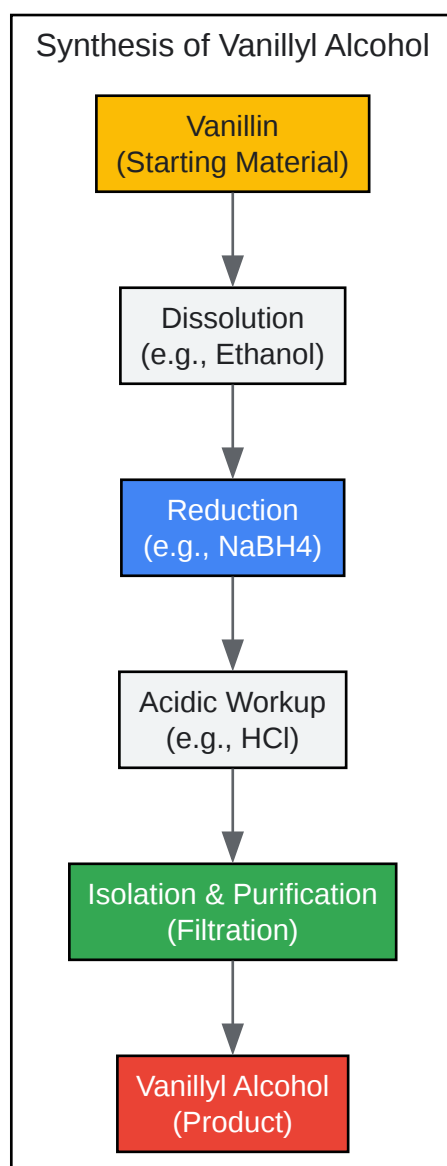 Synthesis of Vanillyl Alcohol
Vanillin
(Starting Material)
Dissolution
(e.g., Ethanol)
Reduction
(e.g., NaBH4)
Acidic Workup
(e.g., HCl)
Isolation & Purification
(Filtration)
Vanillyl Alcohol
(Product)